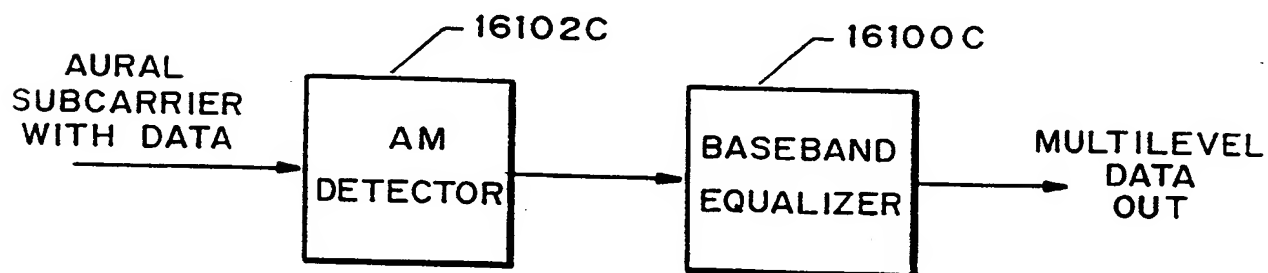 16102C
16100C
AURAL
SUBCARRIER
WITH DATA
AM
DETECTOR
BASEBAND
EQUALIZER
MULTILEVEL
DATA
OUT